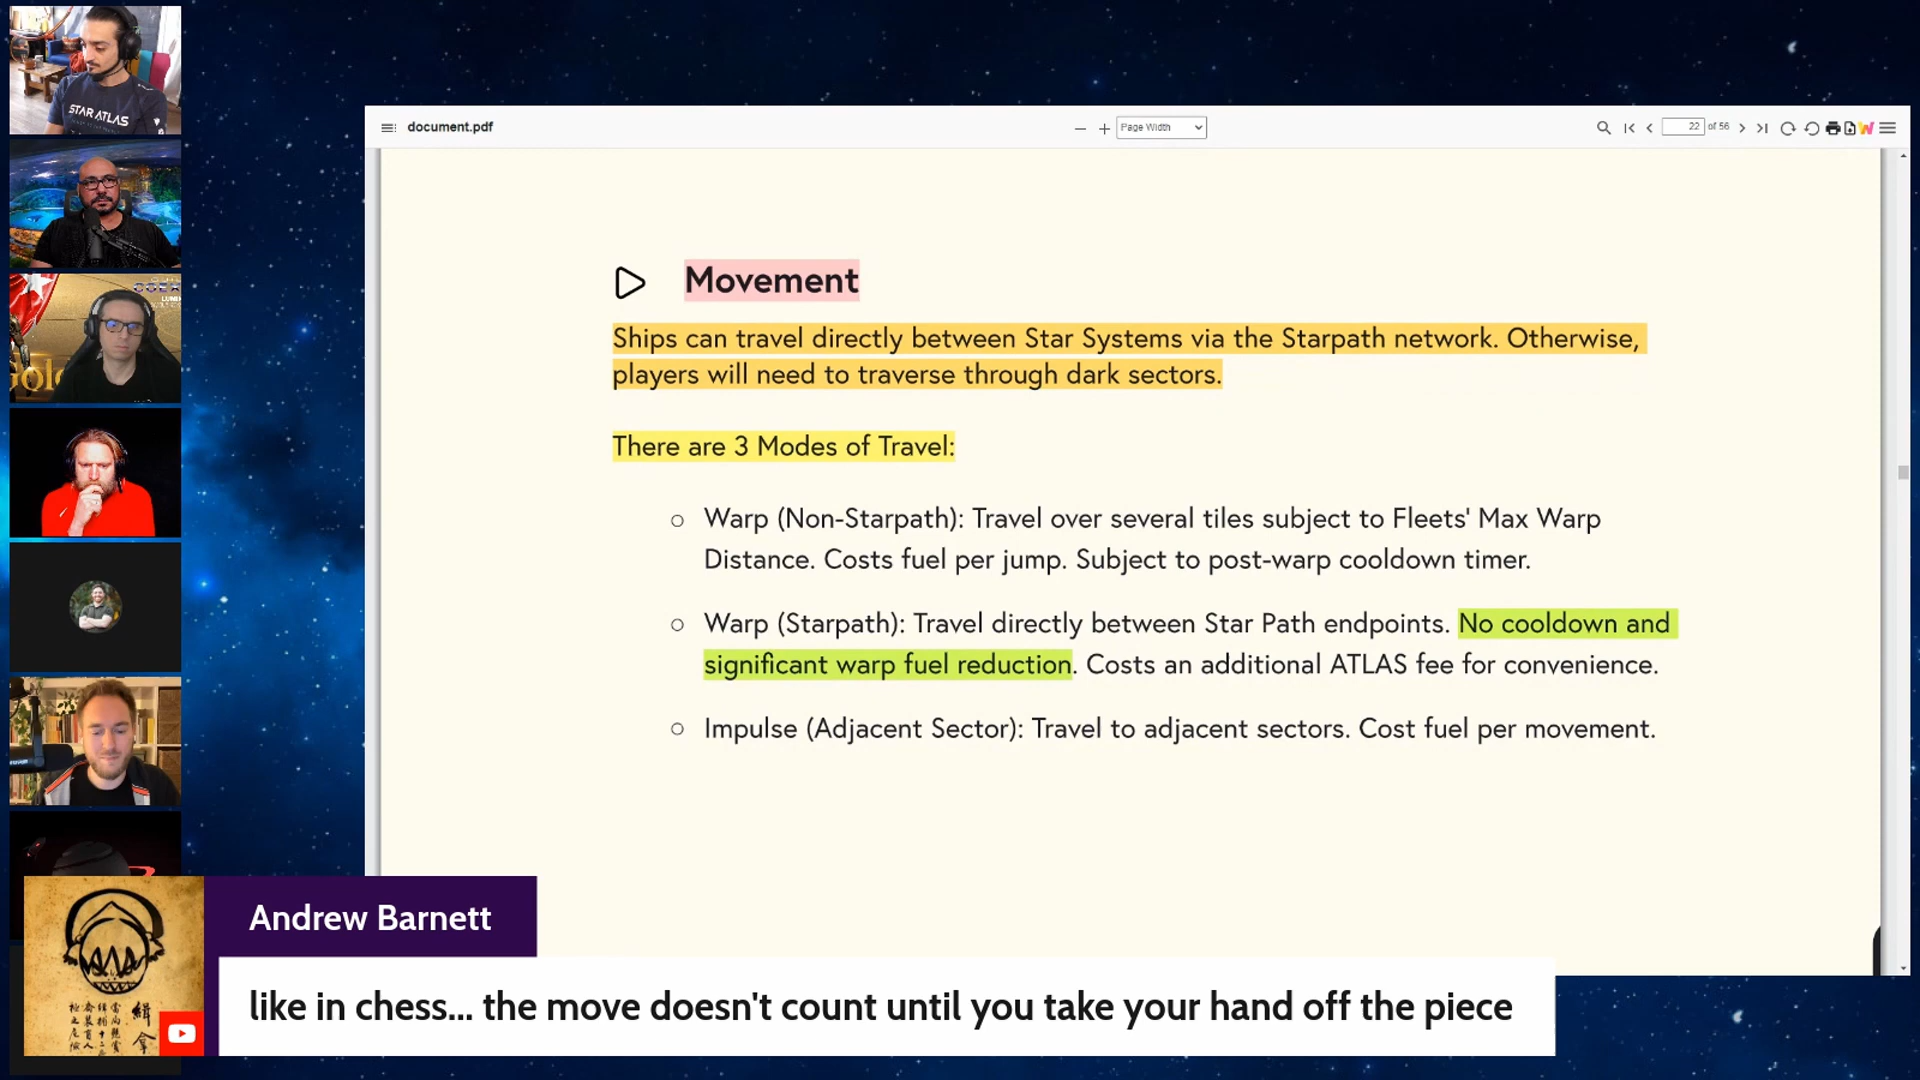 STAR ATLAS
document.pdf
Page Width
22 of 56
Movement
Ships can travel directly between Star Systems via the Starpath network. Otherwise,
players will need to traverse through dark sectors.
There are 3 Modes of Travel:
Warp (Non-Starpath): Travel over several tiles subject to Fleets' Max Warp
Distance. Costs fuel per jump. Subject to post-warp cooldown timer.
Warp (Starpath): Travel directly between Star Path endpoints. No cooldown and
significant warp fuel reduction. Costs an additional ATLAS fee for convenience.
Impulse (Adjacent Sector): Travel to adjacent sectors. Cost fuel per movement.
Andrew Barnett
like in chess... the move doesn't count until you take your hand off the piece
緝
拿